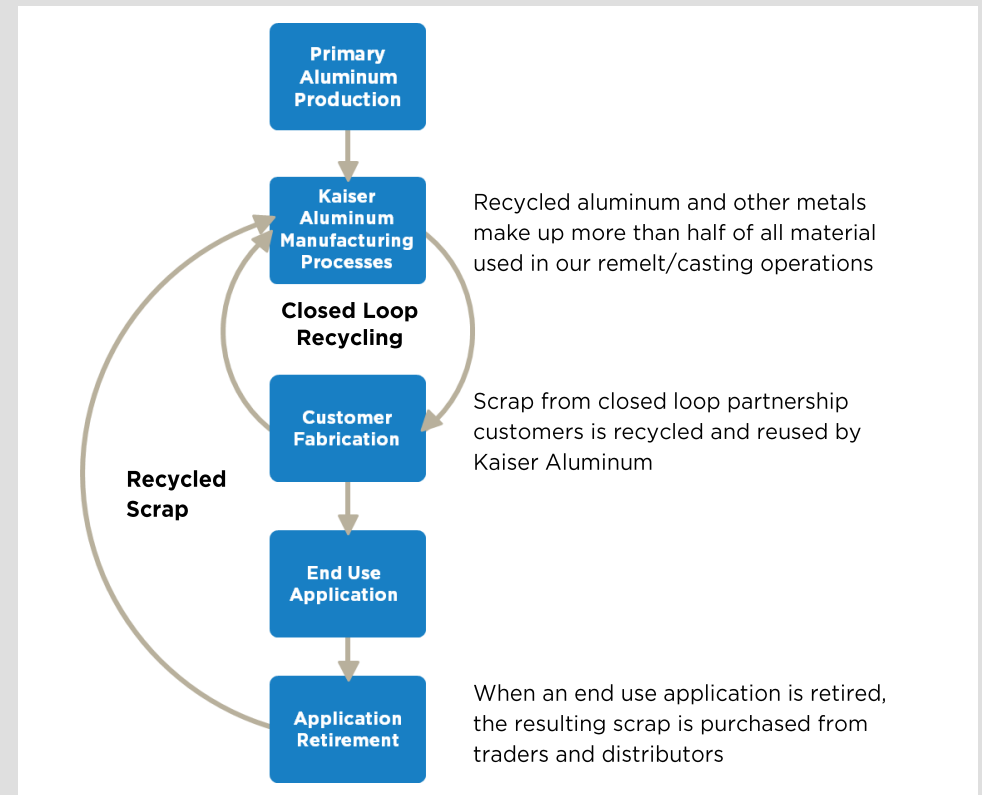 Primary
Aluminum
Production
Kaiser
Aluminum
Manufacturing
Processes
Recycled aluminum and other metals
make up more than half of all material
used in our remelt/casting operations
Closed Loop
Recycling
Customer
Fabrication
Scrap from closed loop partnership
customers is recycled and reused by
Kaiser Aluminum
Recycled
Scrap
End Use
Application
Application
Retirement
When an end use application is retired,
the resulting scrap is purchased from
traders and distributors